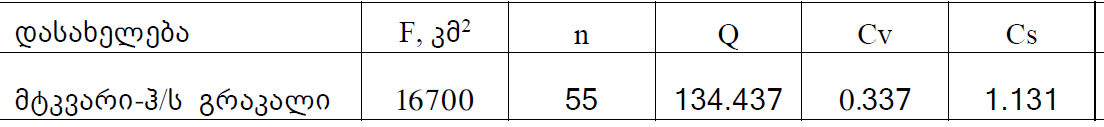 დასახელება F, კმ² n Q Cv Cs
მტკვარი-ჰ/ს გრაკალი 16700 55 134.437 0.337 1.131